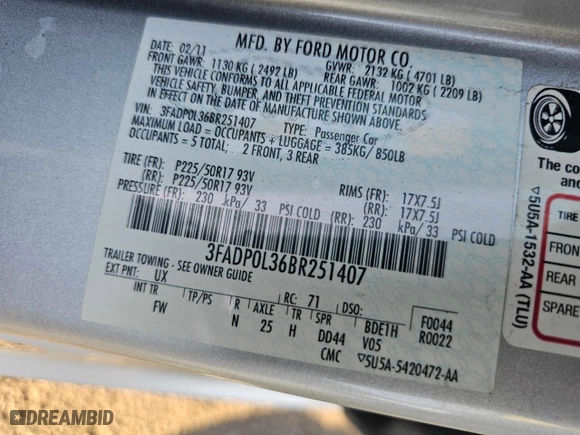 MFD. BY FORD MOTOR CO.
DATE: 02/11
FRONT GAWR: 1130 KG ( 2492 LB)
GVWR: 2132 KG ( 4701 LB)
REAR GAWR: 1002 KG ( 2209 LB)
THIS VEHICLE CONFORMS TO ALL APPLICABLE FEDERAL MOTOR
VEHICLE SAFETY, BUMPER, AND THEFT PREVENTION STANDARDS
IN EFFECT ON THE DATE OF MANUFACTURE SHOWN ABOVE.
VIN: 3FADP0L36BR251407
TYPE: Passenger Car
MAXIMUM LOAD = OCCUPANTS + LUGGAGE = 385KG/ 850LB
OCCUPANTS = 5 TOTAL; 2 FRONT, 3 REAR
TIRE (FR): P225/50R17 93V RIMS (FR): 17X7.5J
(RR): P225/50R17 93V (RR): 17X7.5J
PRESSURE (FR): 230 kPa/ 33 PSI COLD (RR): 230 kPa/ 33 PSI COLD
3FADP0L36BR251407
TRAILER TOWING - SEE OWNER GUIDE
EXT PNT: UX RC: 71 DSO: F0044
INT TR TP/PS R AXLE TR SPR BDETH R0022
FW N 25 H DD44 V05
CMC ▽5U5A-5420472-AA
The co
an
TIRE
FRONT
REAR
SPARE
▽5U5A-1532-AA (TLU)
DREAMBID